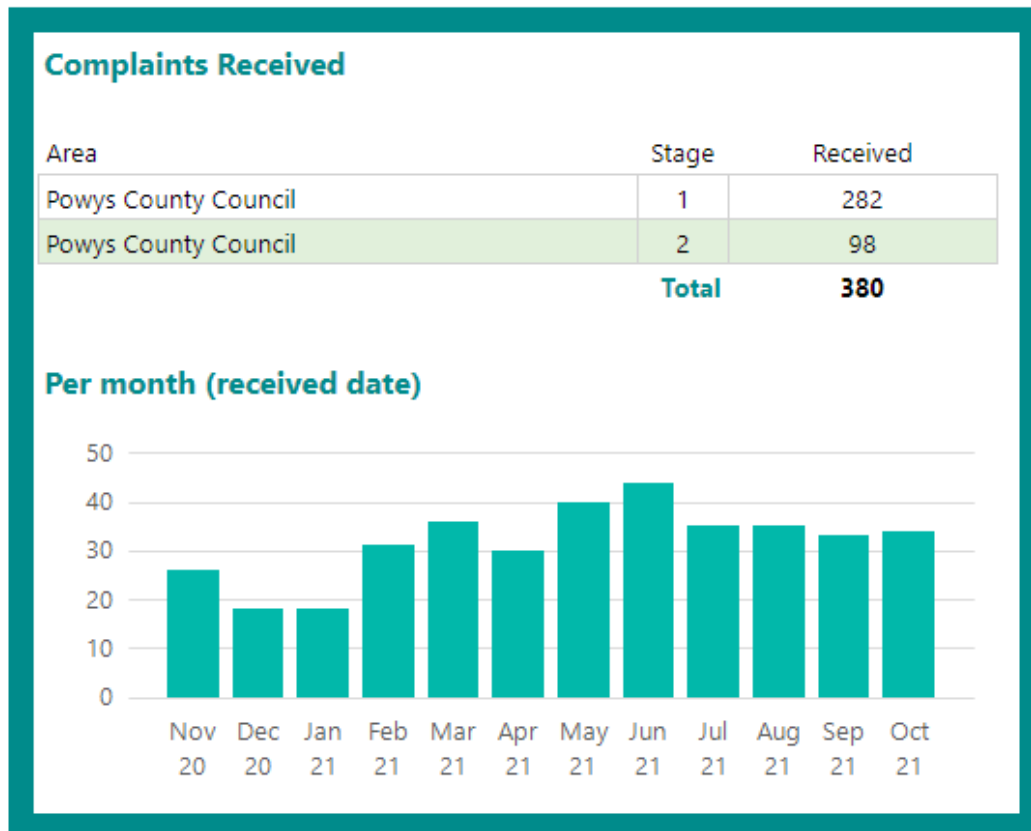 Complaints Received
Area Stage Received
Powys County Council 1 282
Powys County Council 2 98
Total 380
Per month (received date)
50
40
30
20
10
0
Nov Dec Jan Feb Mar Apr May Jun Jul Aug Sep Oct
20 20 21 21 21 21 21 21 21 21 21 21